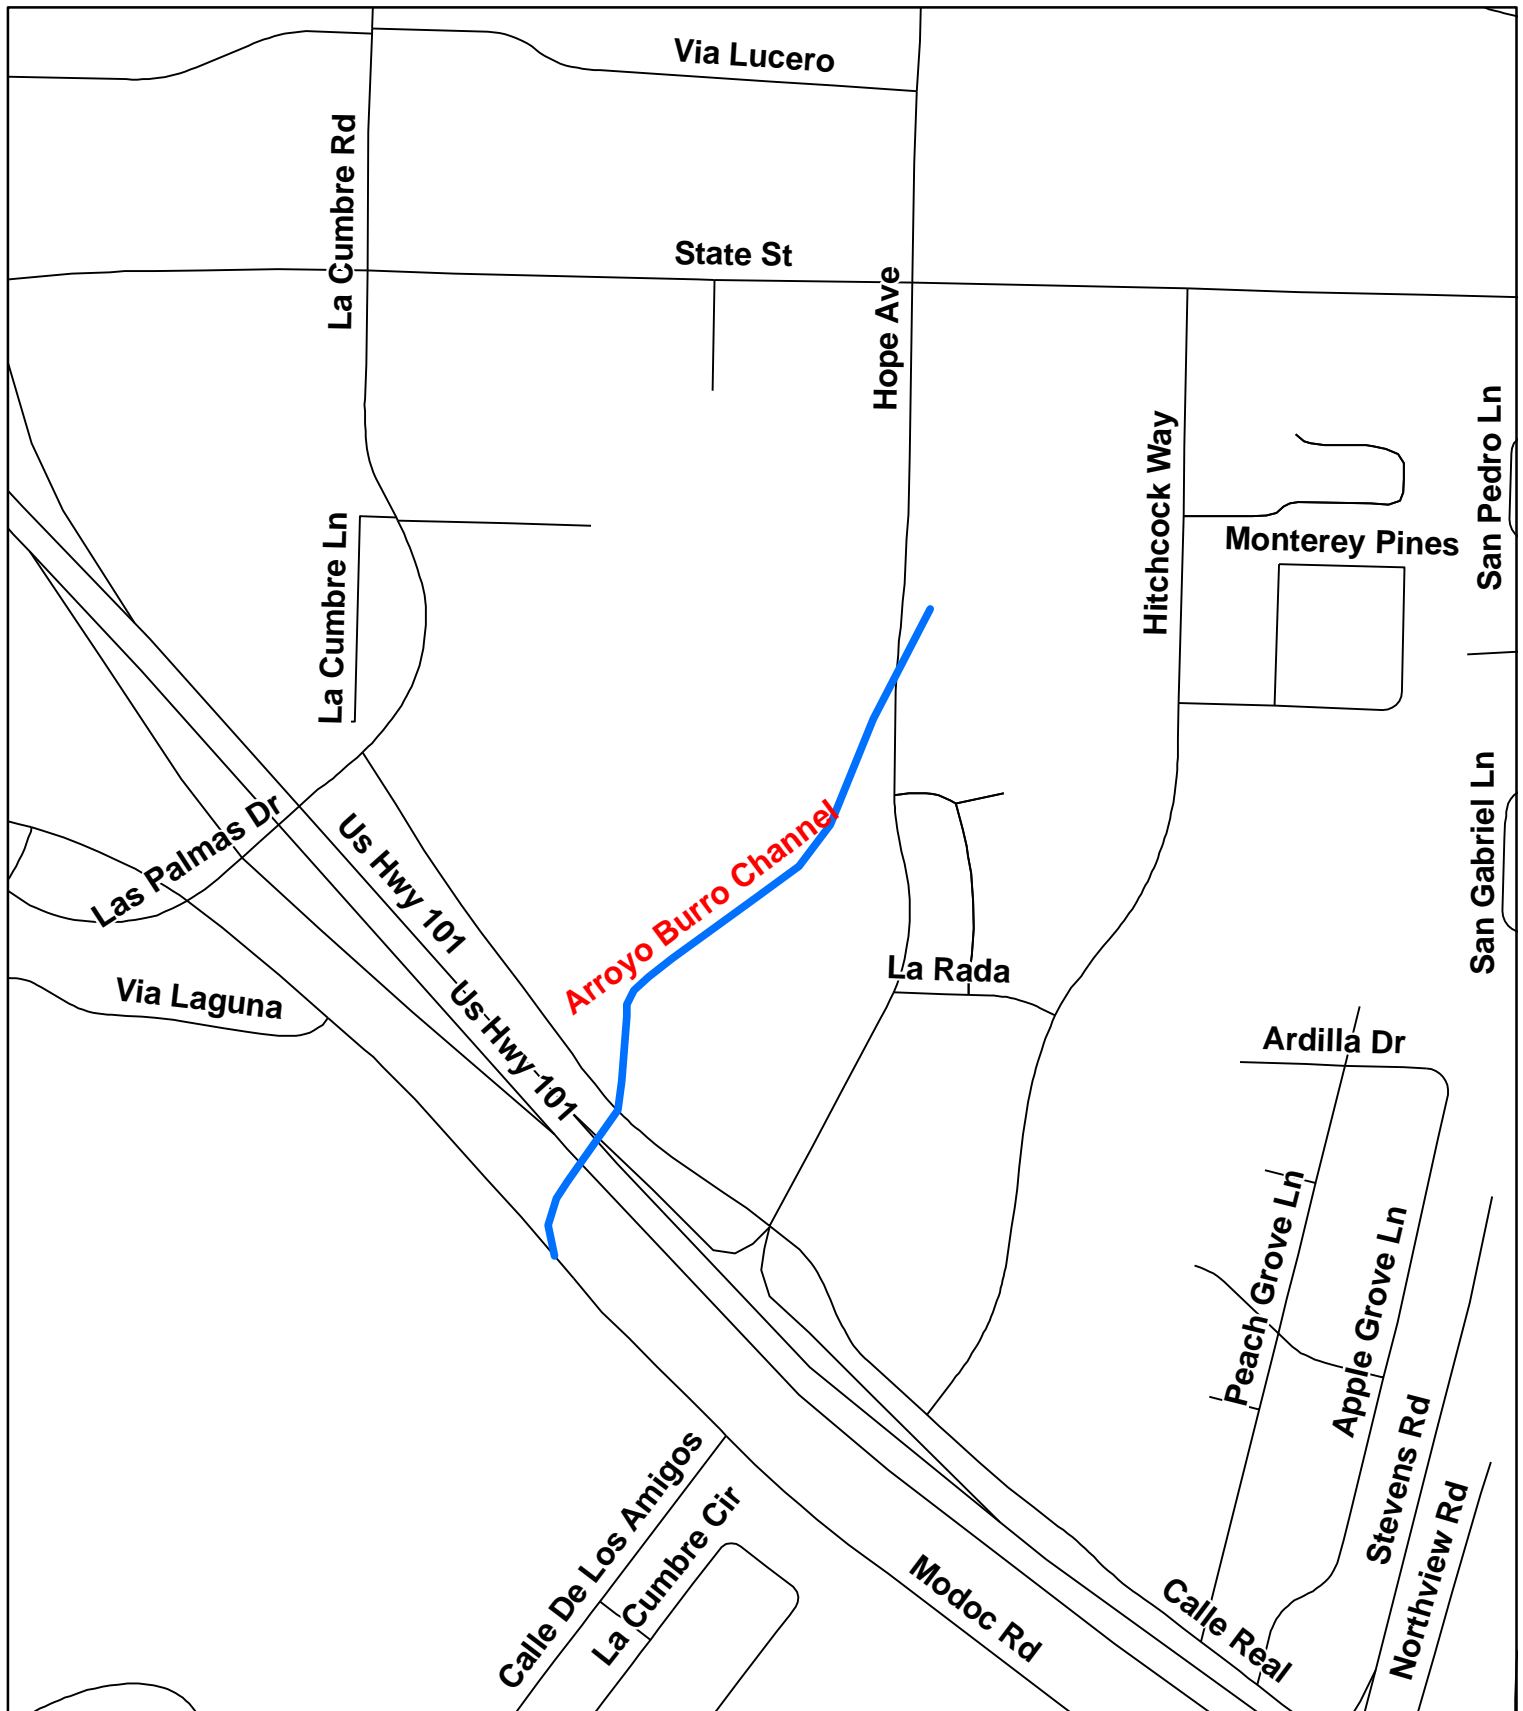 Via Lucero
La Cumbre Rd
State St
Hope Ave
Hitchcock Way
San Pedro Ln
Monterey Pines
La Cumbre Ln
San Gabriel Ln
Las Palmas Dr
Us Hwy 101
Arroyo Burro Channel
La Rada
Via Laguna
Us Hwy 101
Ardilla Dr
Peach Grove Ln
Apple Grove Ln
Stevens Rd
Northview Rd
Calle De Los Amigos
La Cumbre Cir
Modoc Rd
Calle Real